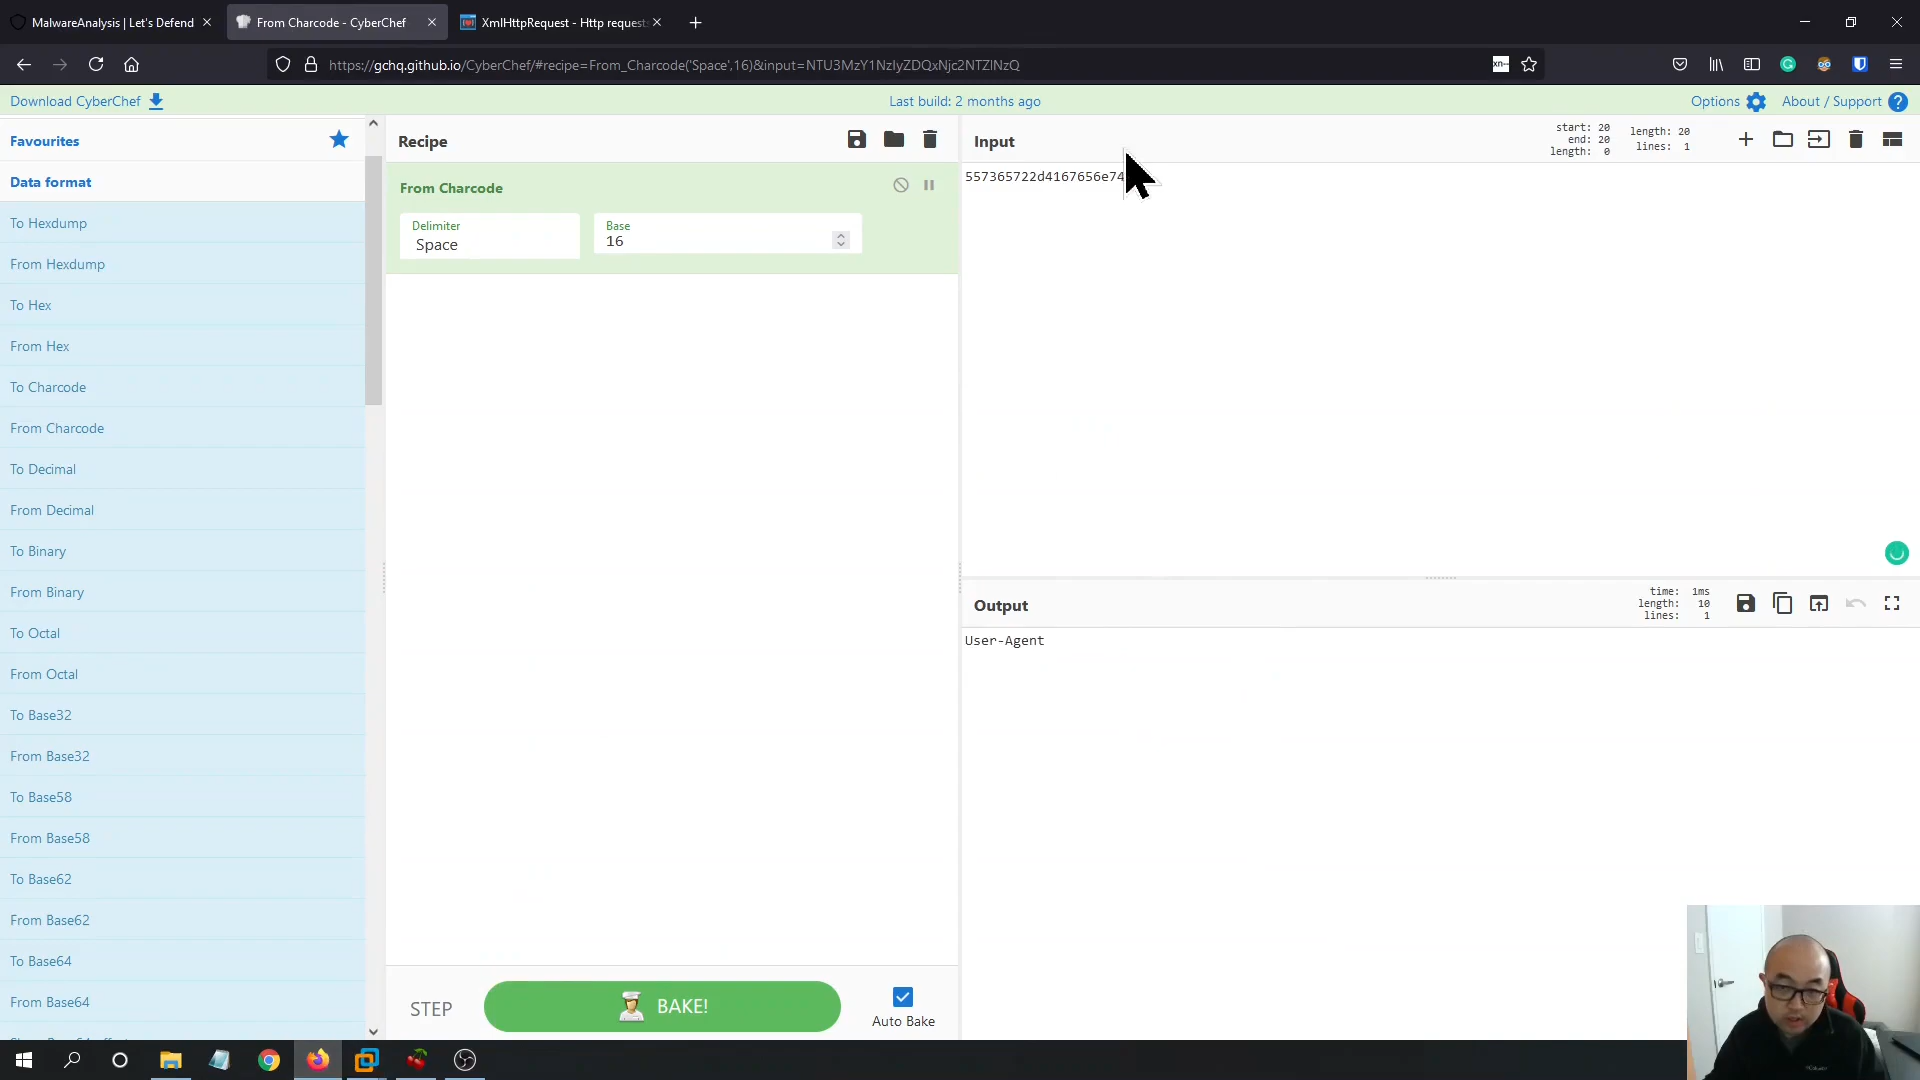 MalwareAnalysis | Let's Defend
From Charcode - CyberChef
XmlHttpRequest - Http requests
https://gchq.github.io/CyberChef/#recipe=From_Charcode('Space',16)&input=NTU3MzY1NzIyZDQxNjc2NTZlNzQ
xn--
Download CyberChef
Last build: 2 months ago
Options
About / Support
Favourites
Data format
To Hexdump
From Hexdump
To Hex
From Hex
To Charcode
From Charcode
To Decimal
From Decimal
To Binary
From Binary
To Octal
From Octal
To Base32
From Base32
To Base58
From Base58
To Base62
From Base62
To Base64
From Base64
Recipe
From Charcode
Delimiter
Space
Base
16
STEP
BAKE!
Auto Bake
Input
start: 20
end: 20
length: 0
length: 20
lines: 1
557365722d4167656e74
Output
time: 1ms
length: 10
lines: 1
User-Agent